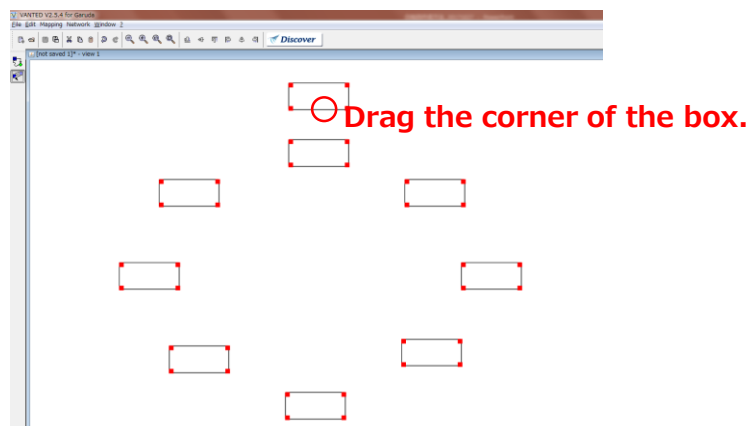 VANTED V2.5.4 for Garuda
File Edit Mapping Network Window ?
Discover
[not saved 1]* - view 1
Drag the corner of the box.